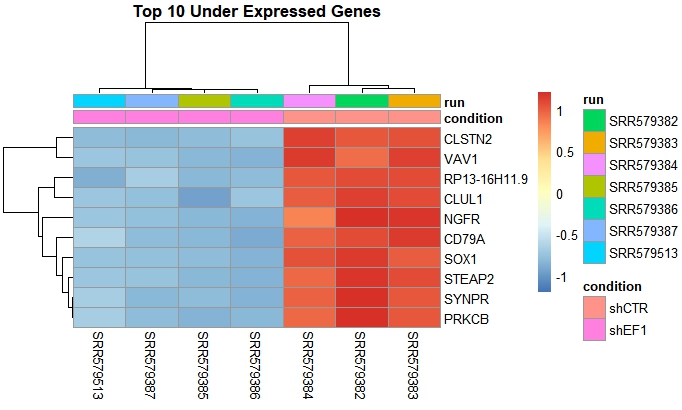 Top 10 Under Expressed Genes
run
condition
CLSTN2
VAV1
RP13-16H11.9
CLUL1
NGFR
CD79A
SOX1
STEAP2
SYNPR
PRKCB
SRR579513
SRR579387
SRR579385
SRR579386
SRR579384
SRR579382
SRR579383
1
0.5
0
-0.5
-1
run
SRR579382
SRR579383
SRR579384
SRR579385
SRR579386
SRR579387
SRR579513
condition
shCTR
shEF1